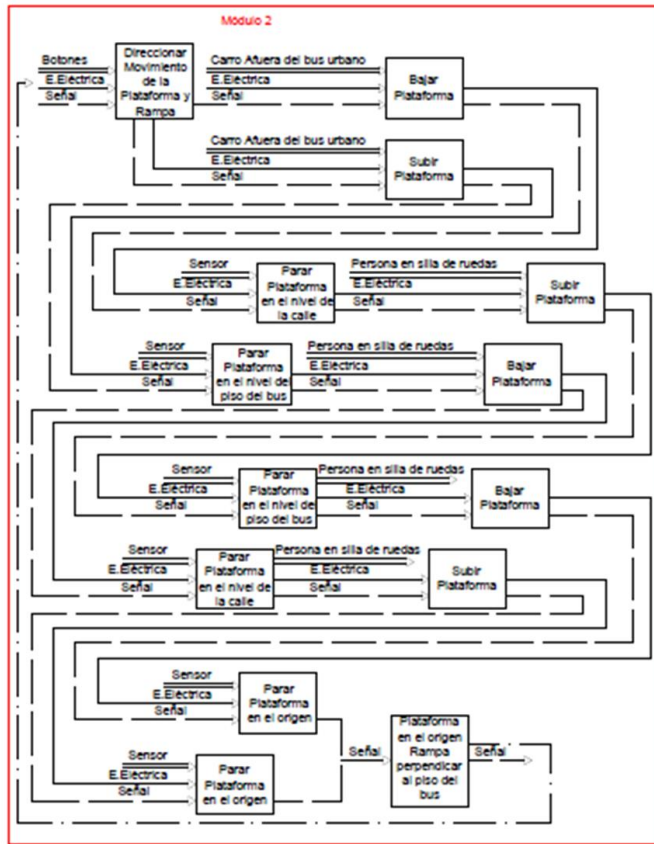 Módulo 2
Botones
E.Eléctrica
Señal
Direccionar
Movimiento
de la
Plataforma y
Rampa
Carro Afuera del bus urbano
E.Eléctrica
Señal
Bajar
Plataforma
Carro Afuera del bus urbano
E.Eléctrica
Señal
Subir
Plataforma
Sensor
E.Eléctrica
Señal
Parar
Plataforma
en el nivel de
la calle
Persona en silla de ruedas
E.Eléctrica
Señal
Subir
Plataforma
Sensor
E.Eléctrica
Señal
Parar
Plataforma
en el nivel del
piso del bus
Persona en silla de ruedas
E.Eléctrica
Señal
Bajar
Plataforma
Sensor
E.Eléctrica
Señal
Parar
Plataforma
en el nivel de
piso del bus
Persona en silla de ruedas
E.Eléctrica
Señal
Bajar
Plataforma
Sensor
E.Eléctrica
Señal
Parar
Plataforma
en el nivel de
la calle
Persona en silla de ruedas
E.Eléctrica
Señal
Subir
Plataforma
Sensor
E.Eléctrica
Señal
Parar
Plataforma
en el origen
Sensor
E.Eléctrica
Señal
Parar
Plataforma
en el origen
Señal
Plataforma
en el origen
Rampa
perpendicar
al piso del
bus
Señal